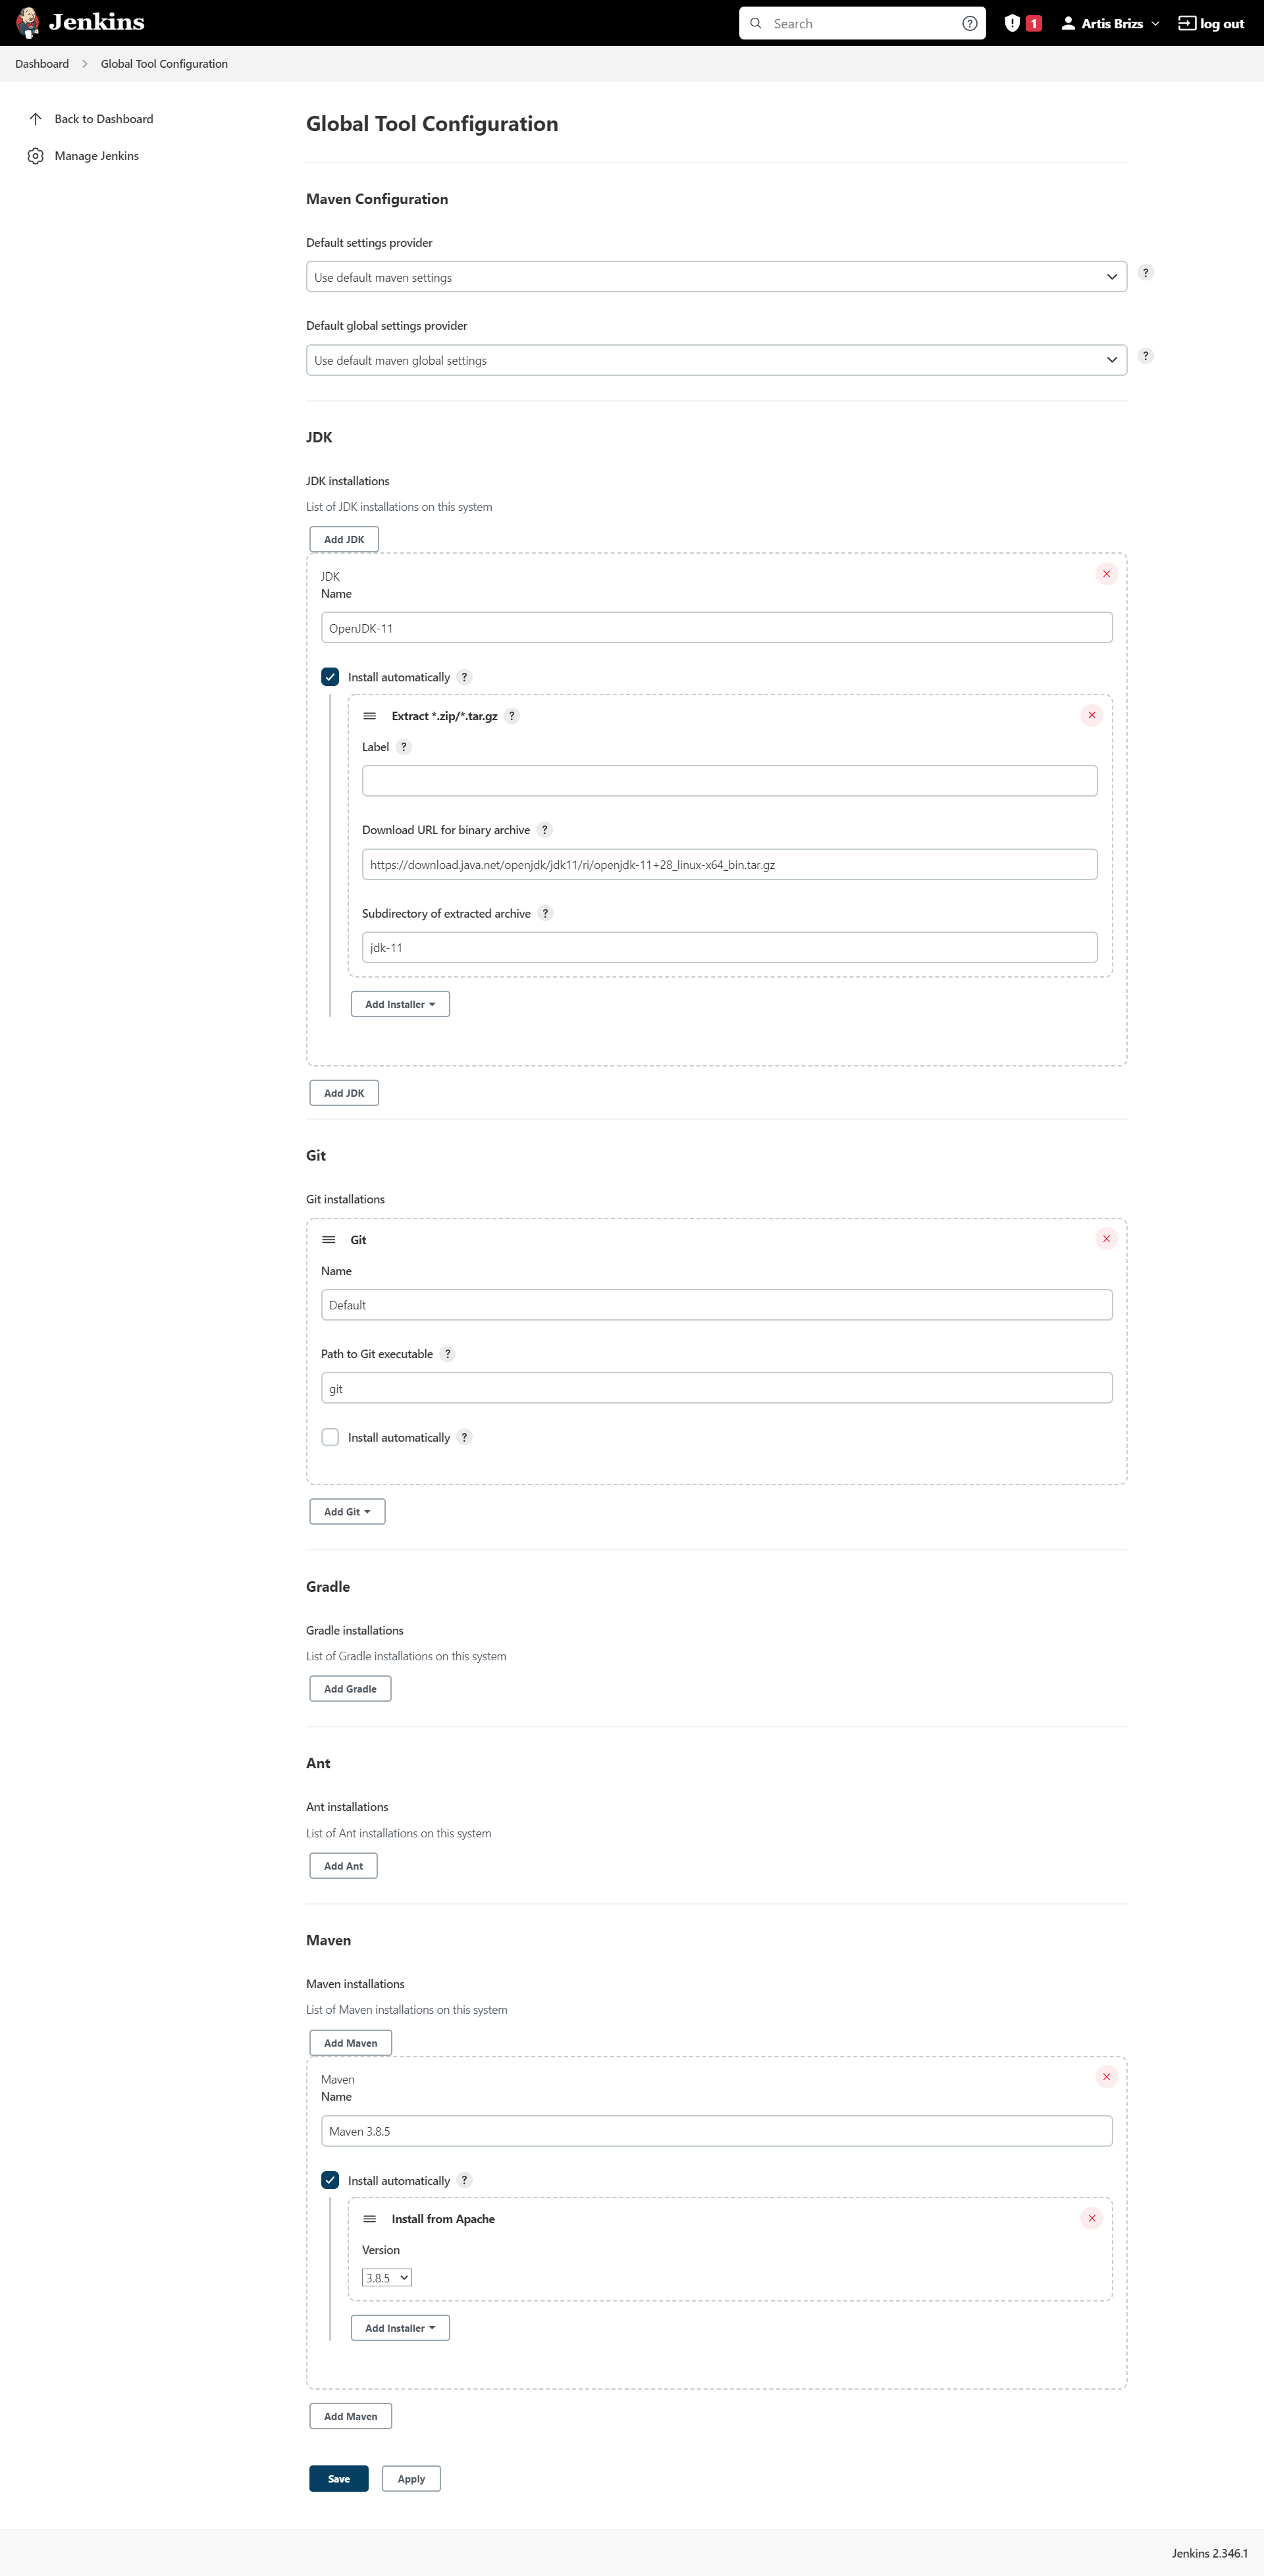 Jenkins
Search
1
Artis Brizs
log out
Dashboard
Global Tool Configuration
Back to Dashboard
Manage Jenkins
Global Tool Configuration
Maven Configuration
Default settings provider
Use default maven settings
?
Default global settings provider
Use default maven global settings
?
JDK
JDK installations
List of JDK installations on this system
Add JDK
JDK
Name
OpenJDK-11
Install automatically ?
Extract *.zip/*.tar.gz ?
Label ?
Download URL for binary archive ?
https://download.java.net/openjdk/jdk11/ri/openjdk-11+28_linux-x64_bin.tar.gz
Subdirectory of extracted archive ?
jdk-11
Add Installer
Add JDK
Git
Git installations
Git
Name
Default
Path to Git executable ?
git
Install automatically ?
Add Git
Gradle
Gradle installations
List of Gradle installations on this system
Add Gradle
Ant
Ant installations
List of Ant installations on this system
Add Ant
Maven
Maven installations
List of Maven installations on this system
Add Maven
Maven
Name
Maven 3.8.5
Install automatically ?
Install from Apache
Version
3.8.5
Add Installer
Add Maven
Save
Apply
Jenkins 2.346.1